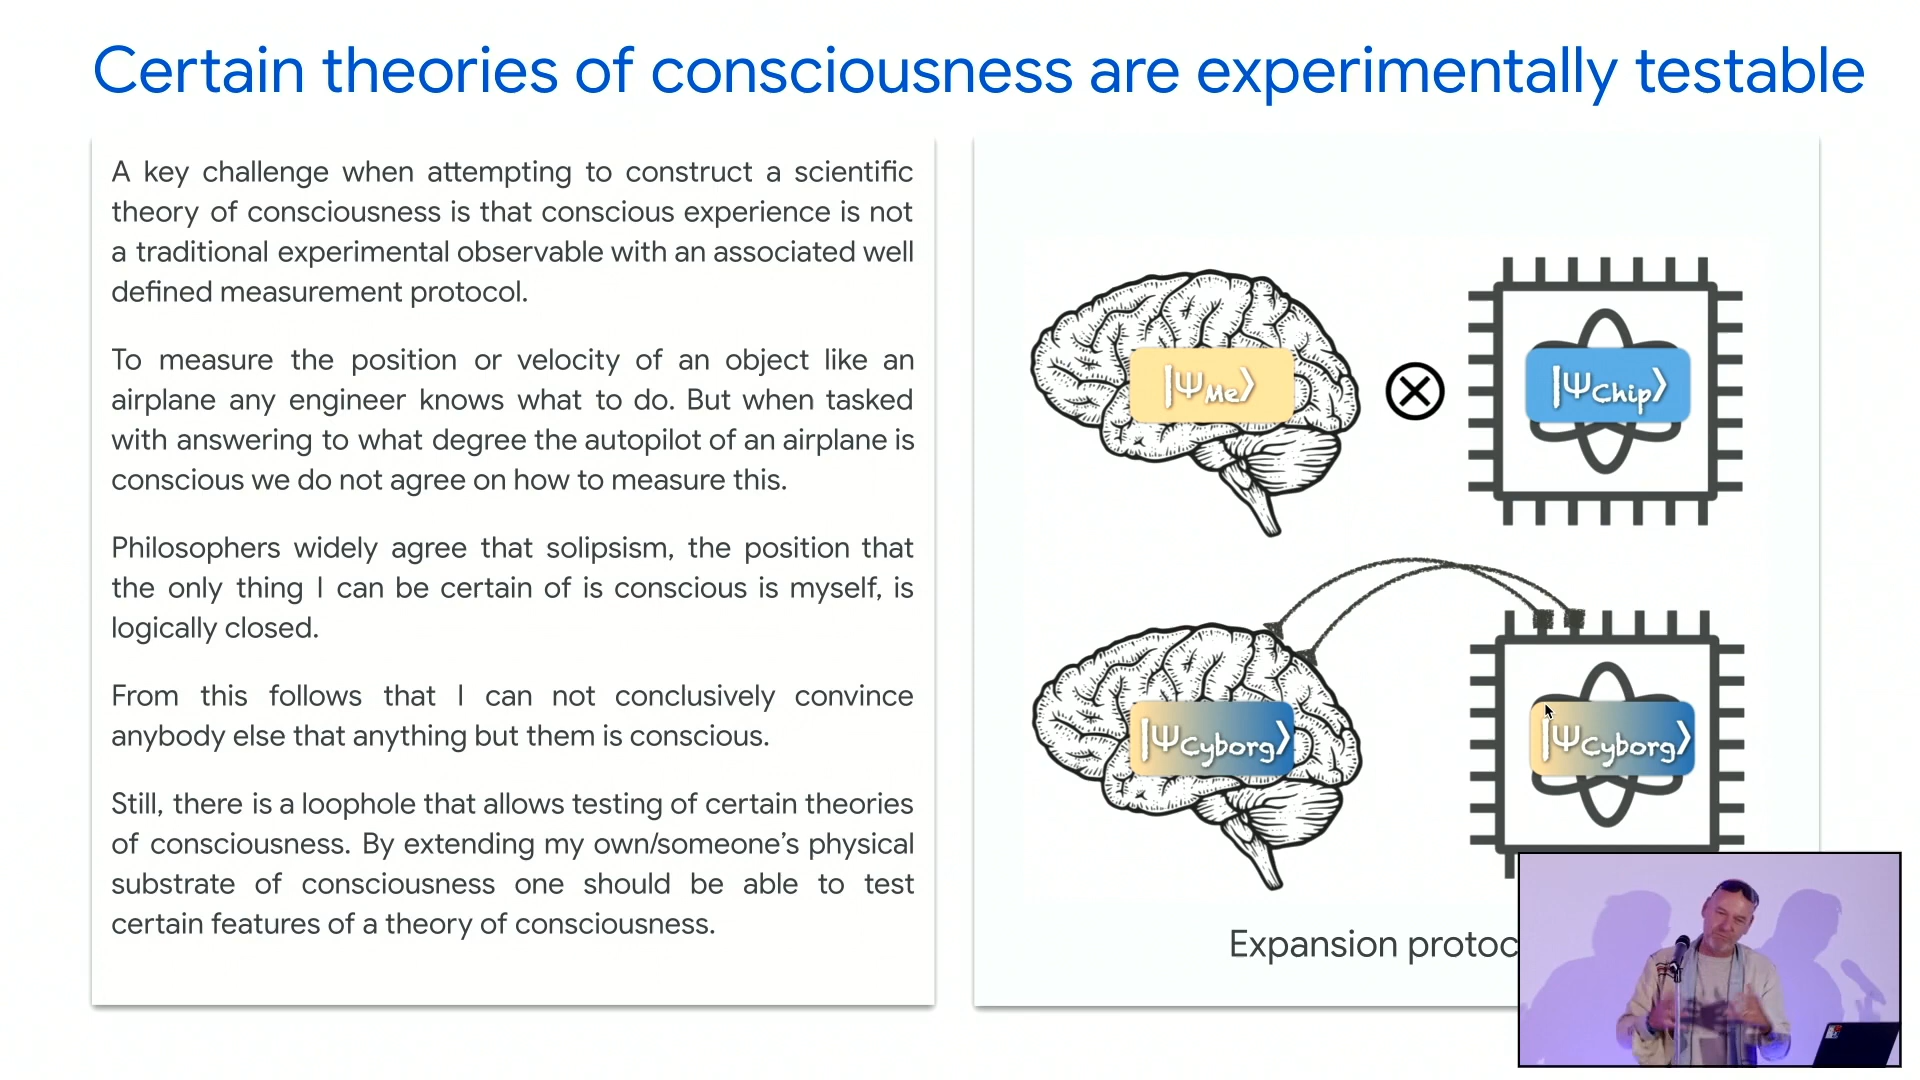 Certain theories of consciousness are experimentally testable
A key challenge when attempting to construct a scientific
theory of consciousness is that conscious experience is not
a traditional experimental observable with an associated well
defined measurement protocol.
To measure the position or velocity of an object like an
airplane any engineer knows what to do. But when tasked
with answering to what degree the autopilot of an airplane is
conscious we do not agree on how to measure this.
Philosophers widely agree that solipsism, the position that
the only thing I can be certain of is conscious is myself, is
logically closed.
From this follows that I can not conclusively convince
anybody else that anything but them is conscious.
Still, there is a loophole that allows testing of certain theories
of consciousness. By extending my own/someone's physical
substrate of consciousness one should be able to test
certain features of a theory of consciousness.
|Ψ_Me⟩ ⊗ |Ψ_Chip⟩
|Ψ_Cyborg⟩ |Ψ_Cyborg⟩
Expansion protoc